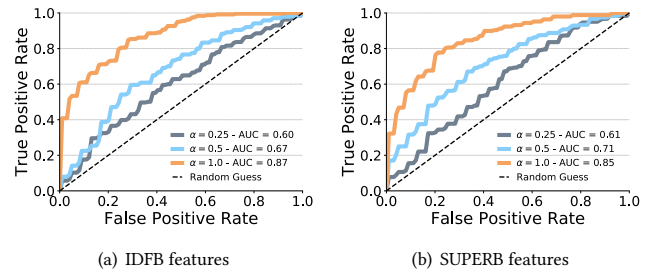 True Positive Rate
1.0
0.8
0.6
0.4
0.2
0.0
α = 0.25 - AUC = 0.60
α = 0.5 - AUC = 0.67
α = 1.0 - AUC = 0.87
Random Guess
0.0 0.2 0.4 0.6 0.8 1.0
False Positive Rate
(a) IDFB features
True Positive Rate
1.0
0.8
0.6
0.4
0.2
0.0
α = 0.25 - AUC = 0.61
α = 0.5 - AUC = 0.71
α = 1.0 - AUC = 0.85
Random Guess
0.0 0.2 0.4 0.6 0.8 1.0
False Positive Rate
(b) SUPERB features